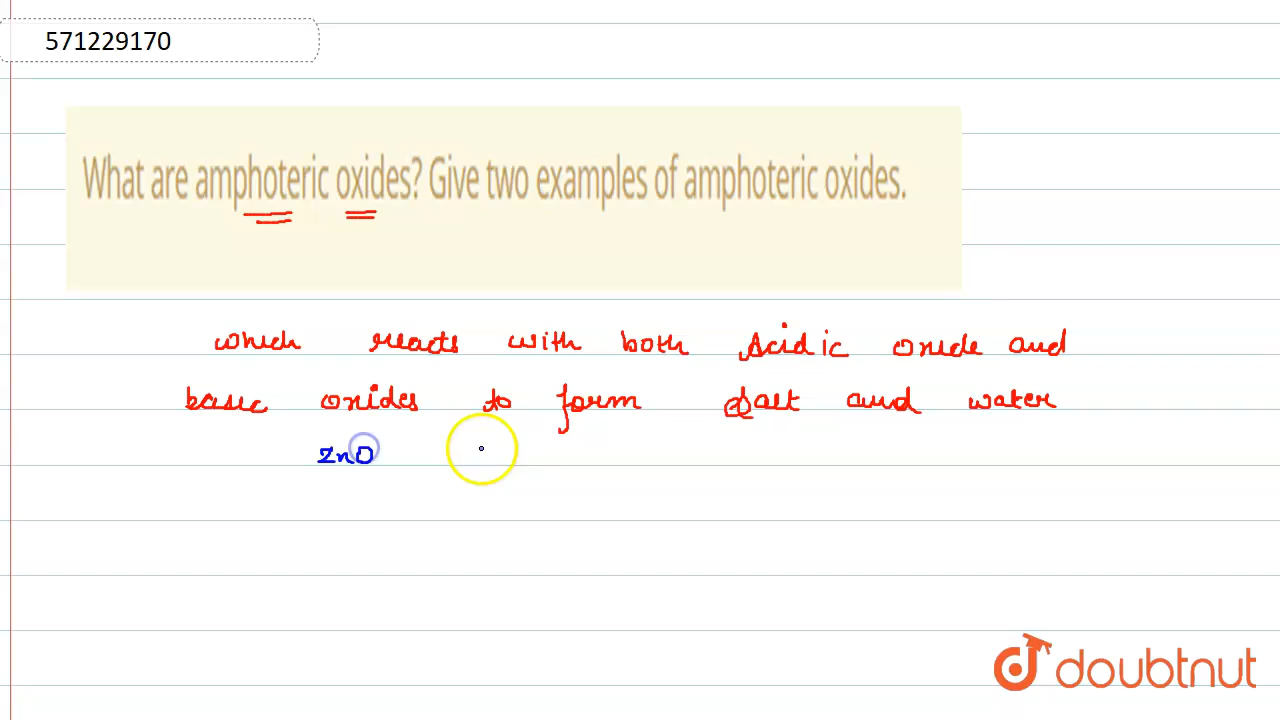 571229170
What are amphoteric oxides? Give two examples of amphoteric oxides.
which reacts with both Acidic oxide and
basic oxides to form salt and water
ZnO
doubtnut